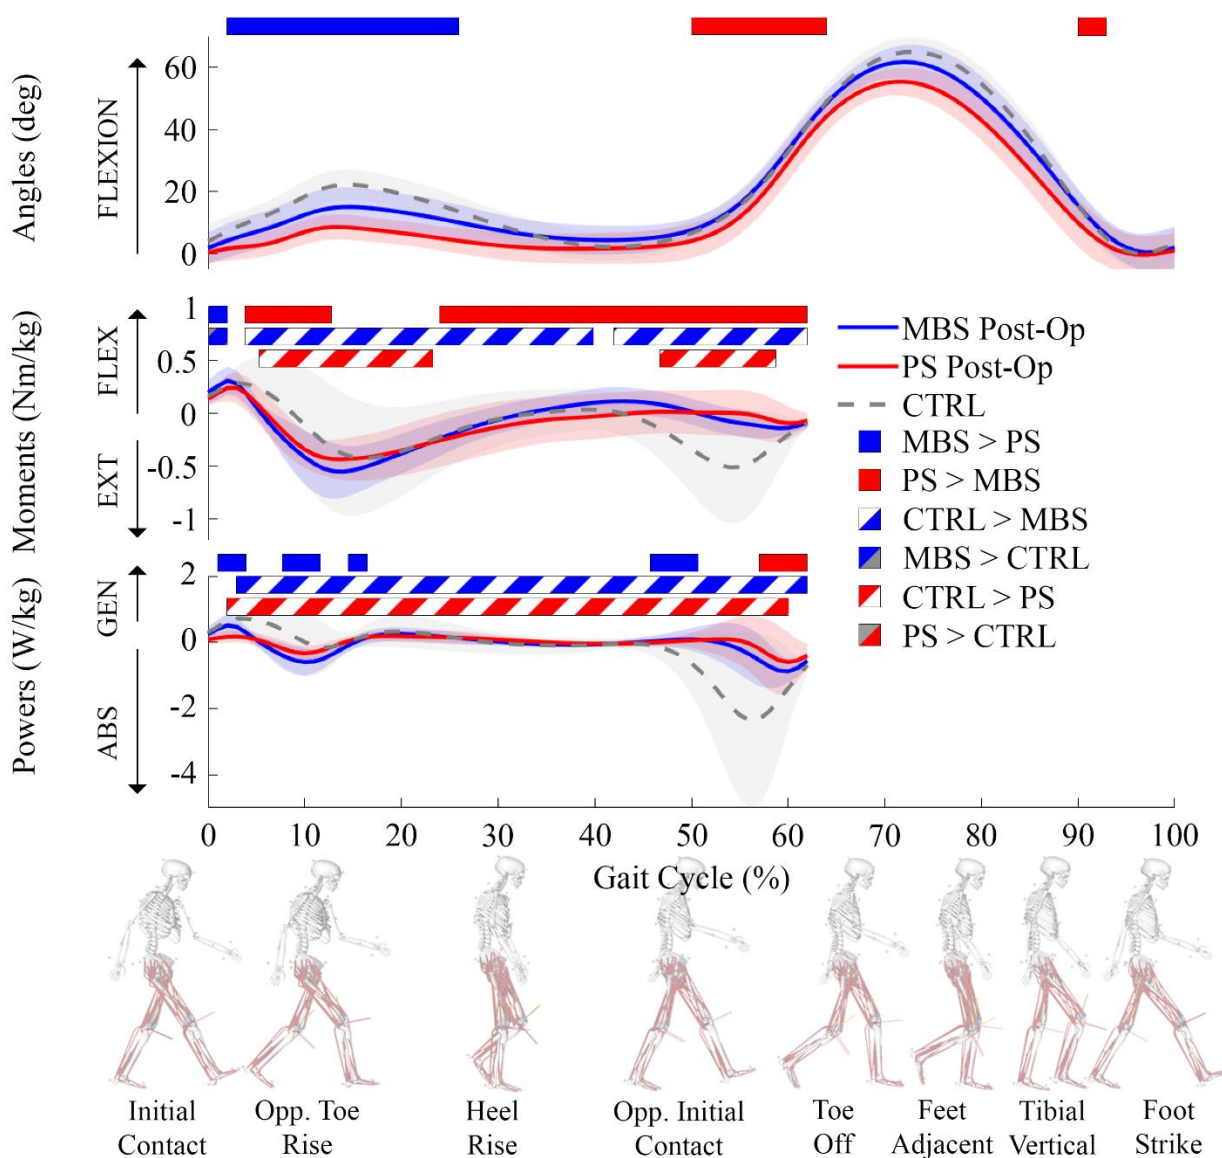 Angles (deg
FLEXION
60
40
20
0
Moments (Nm/kg)
FLEX
EXT
1
0.5
0
-0.5
-1
MBS Post-Op
PS Post-Op
CTRL
MBS > PS
PS > MBS
CTRL > MBS
MBS > CTRL
CTRL > PS
PS > CTRL
Powers (W/kg)
GEN
ABS
2
0
-2
-4
0 10 20 30 40 50 60 70 80 90 100
Gait Cycle (%)
Initial
Contact
Opp. Toe
Rise
Heel
Rise
Opp. Initial
Contact
Toe
Off
Feet
Adjacent
Tibial
Vertical
Foot
Strike